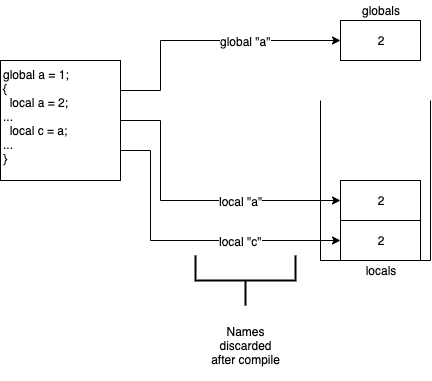 globals
global "a"
2
global a = 1;
{
local a = 2;
...
local c = a;
...
}
local "a"
2
local "c"
2
locals
Names
discarded
after compile